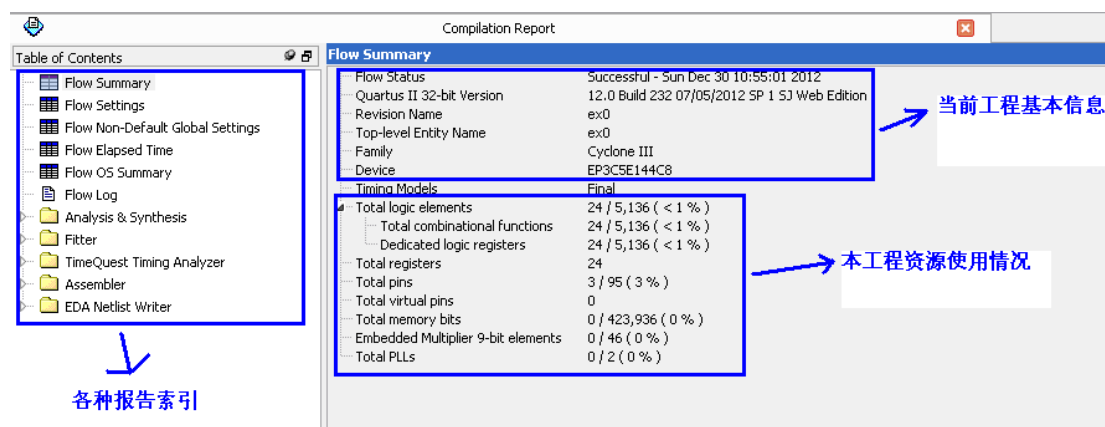 Compilation Report
Table of Contents
Flow Summary
Flow Settings
Flow Non-Default Global Settings
Flow Elapsed Time
Flow OS Summary
Flow Log
Analysis & Synthesis
Fitter
TimeQuest Timing Analyzer
Assembler
EDA Netlist Writer
各种报告索引
Flow Summary
Flow Status Successful - Sun Dec 30 10:55:01 2012
Quartus II 32-bit Version 12.0 Build 232 07/05/2012 SP 1 SJ Web Edition
Revision Name ex0
Top-level Entity Name ex0
Family Cyclone III
Device EP3C5E144C8
Timing Models Final
Total logic elements 24 / 5,136 ( < 1 % )
Total combinational functions 24 / 5,136 ( < 1 % )
Dedicated logic registers 24 / 5,136 ( < 1 % )
Total registers 24
Total pins 3 / 95 ( 3 % )
Total virtual pins 0
Total memory bits 0 / 423,936 ( 0 % )
Embedded Multiplier 9-bit elements 0 / 46 ( 0 % )
Total PLLs 0 / 2 ( 0 % )
当前工程基本信息
本工程资源使用情况